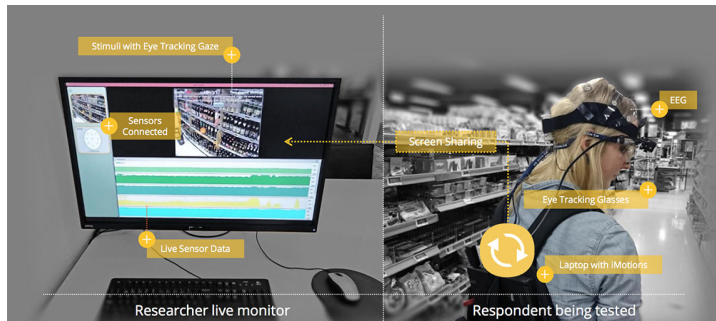 Stimuli with Eye Tracking Gaze
Sensors
Connected
Live Sensor Data
Screen Sharing
EEG
Eye Tracking Glasses
Laptop with iMotions
Researcher live monitor
Respondent being tested